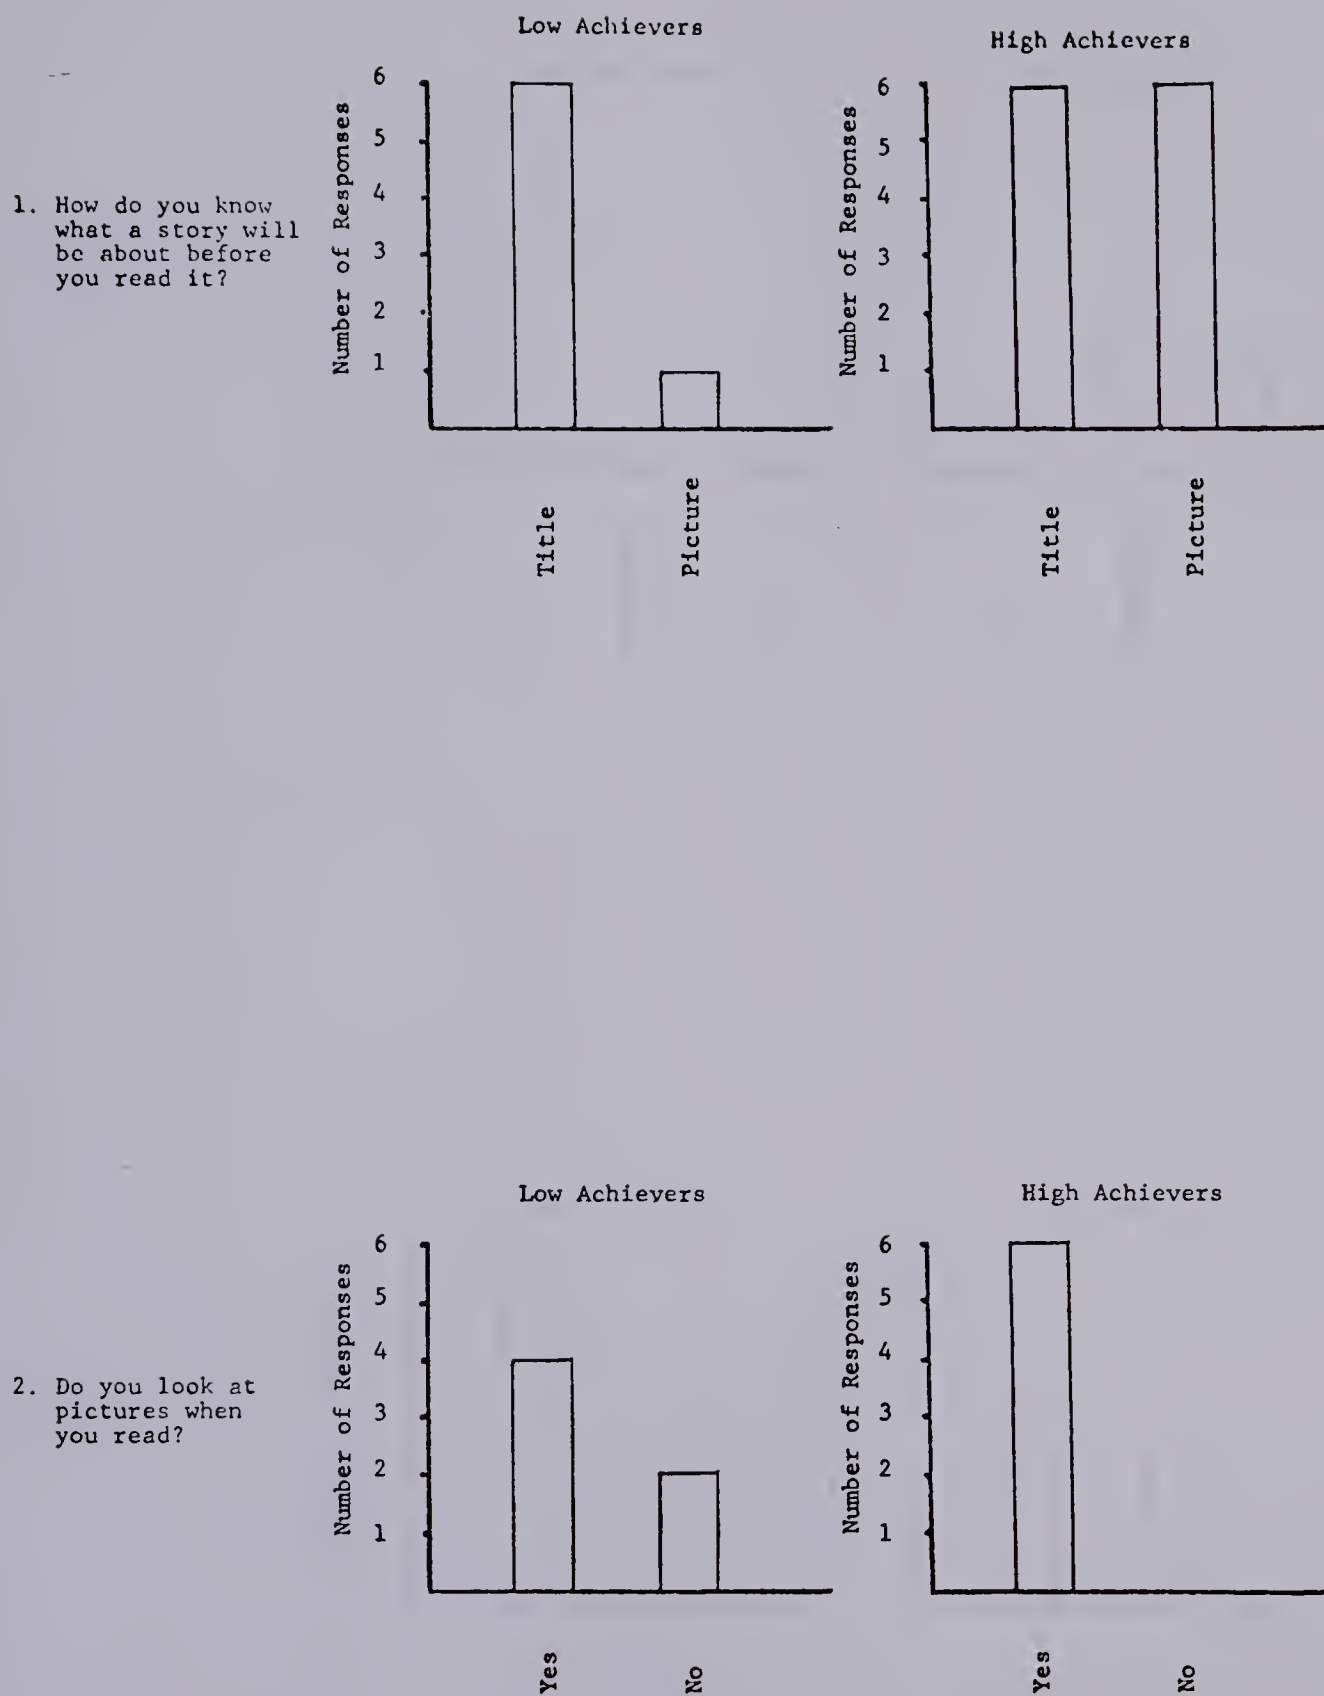 Low Achievers
High Achievers
1. How do you know
what a story will
be about before
you read it?
Number of Responses
6
5
4
3
2
1
Title
Picture
Number of Responses
6
5
4
3
2
1
Title
Picture
Low Achievers
High Achievers
2. Do you look at
pictures when
you read?
Number of Responses
6
5
4
3
2
1
Yes
No
Number of Responses
6
5
4
3
2
1
Yes
No